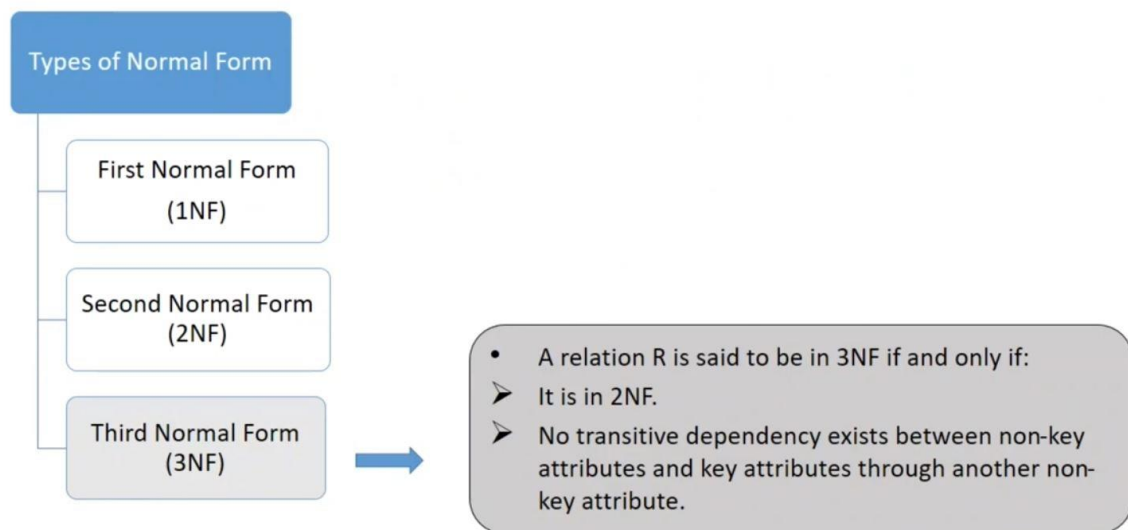 Types of Normal Form
First Normal Form
(1NF)
Second Normal Form
(2NF)
Third Normal Form
(3NF)
• A relation R is said to be in 3NF if and only if:
➢ It is in 2NF.
➢ No transitive dependency exists between non-key
attributes and key attributes through another non-
key attribute.